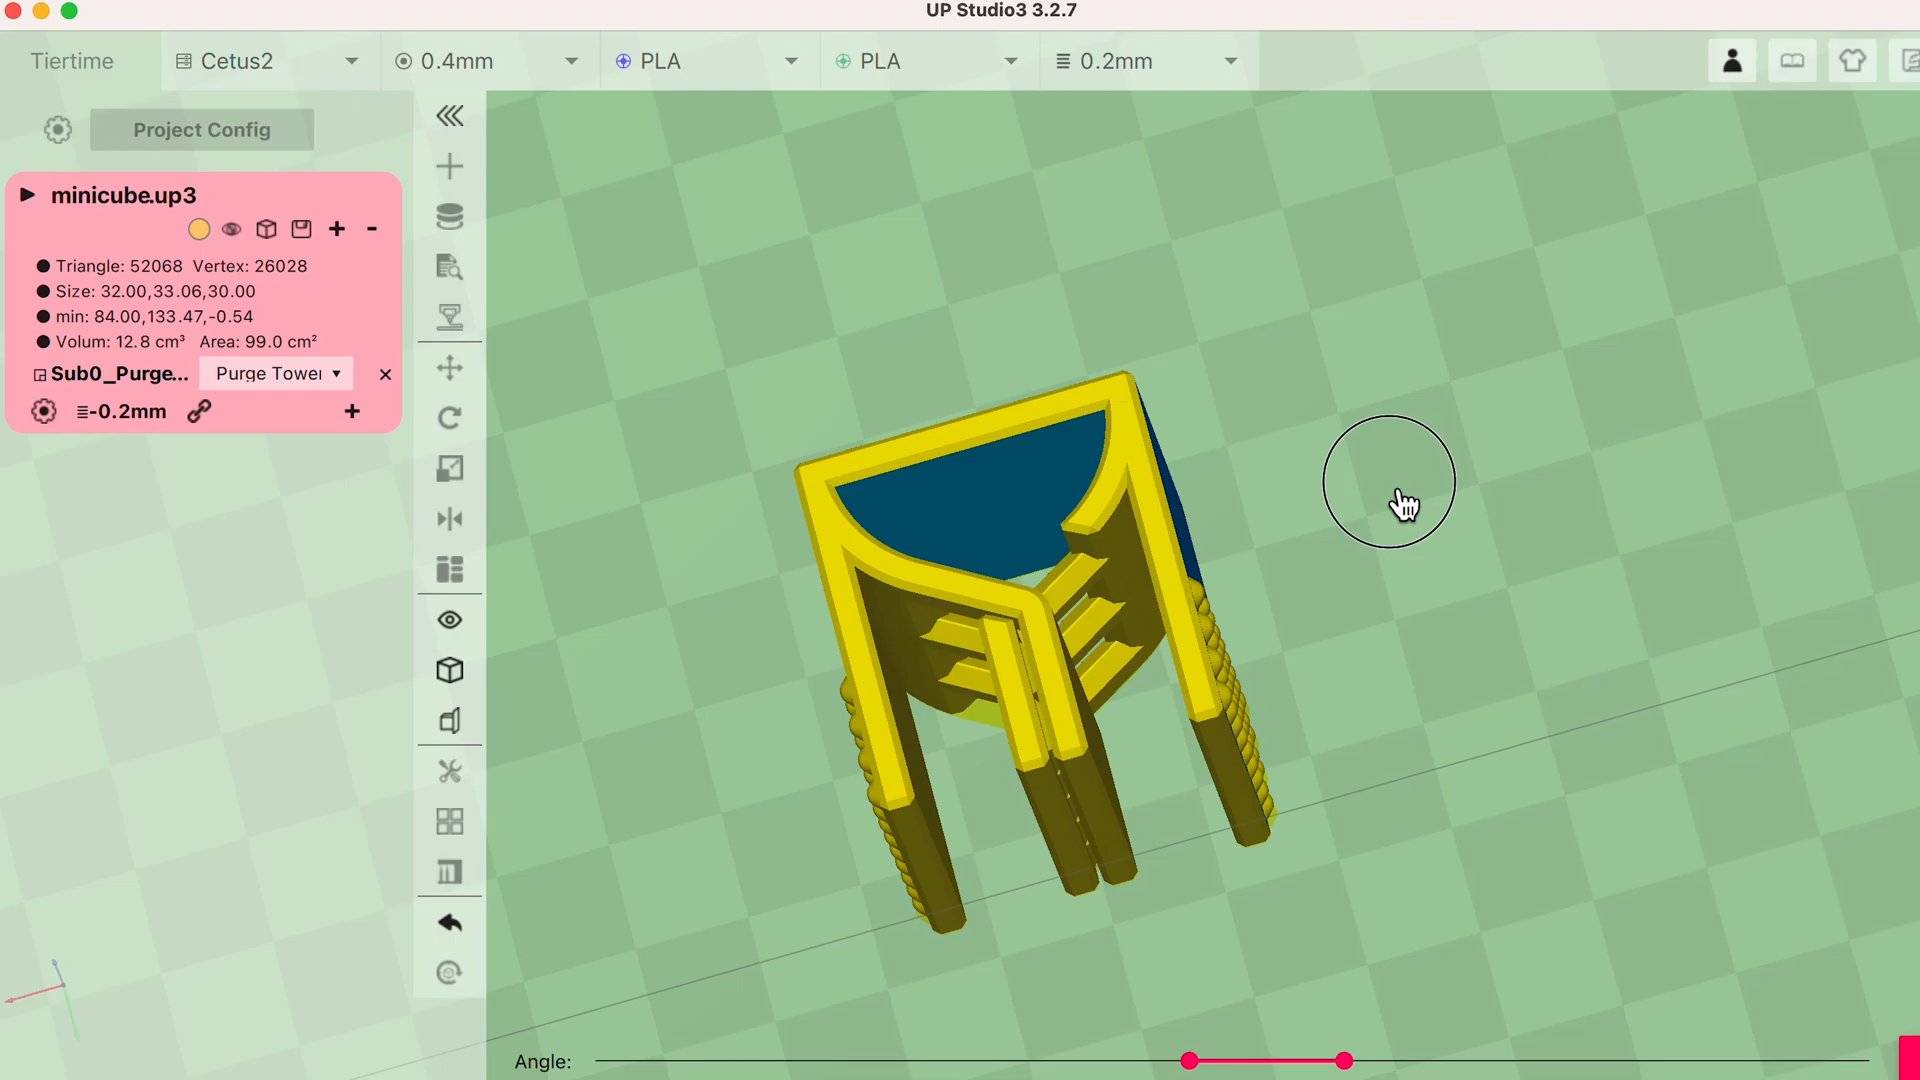 UP Studio3 3.2.7
Tiertime
Cetus2
0.4mm
PLA
PLA
0.2mm
Project Config
minicube.up3
Triangle: 52068 Vertex: 26028
Size: 32.00,33.06,30.00
min: 84.00,133.47,-0.54
Volum: 12.8 cm³ Area: 99.0 cm²
Sub0_Purge... Purge Tower
-0.2mm
Angle: